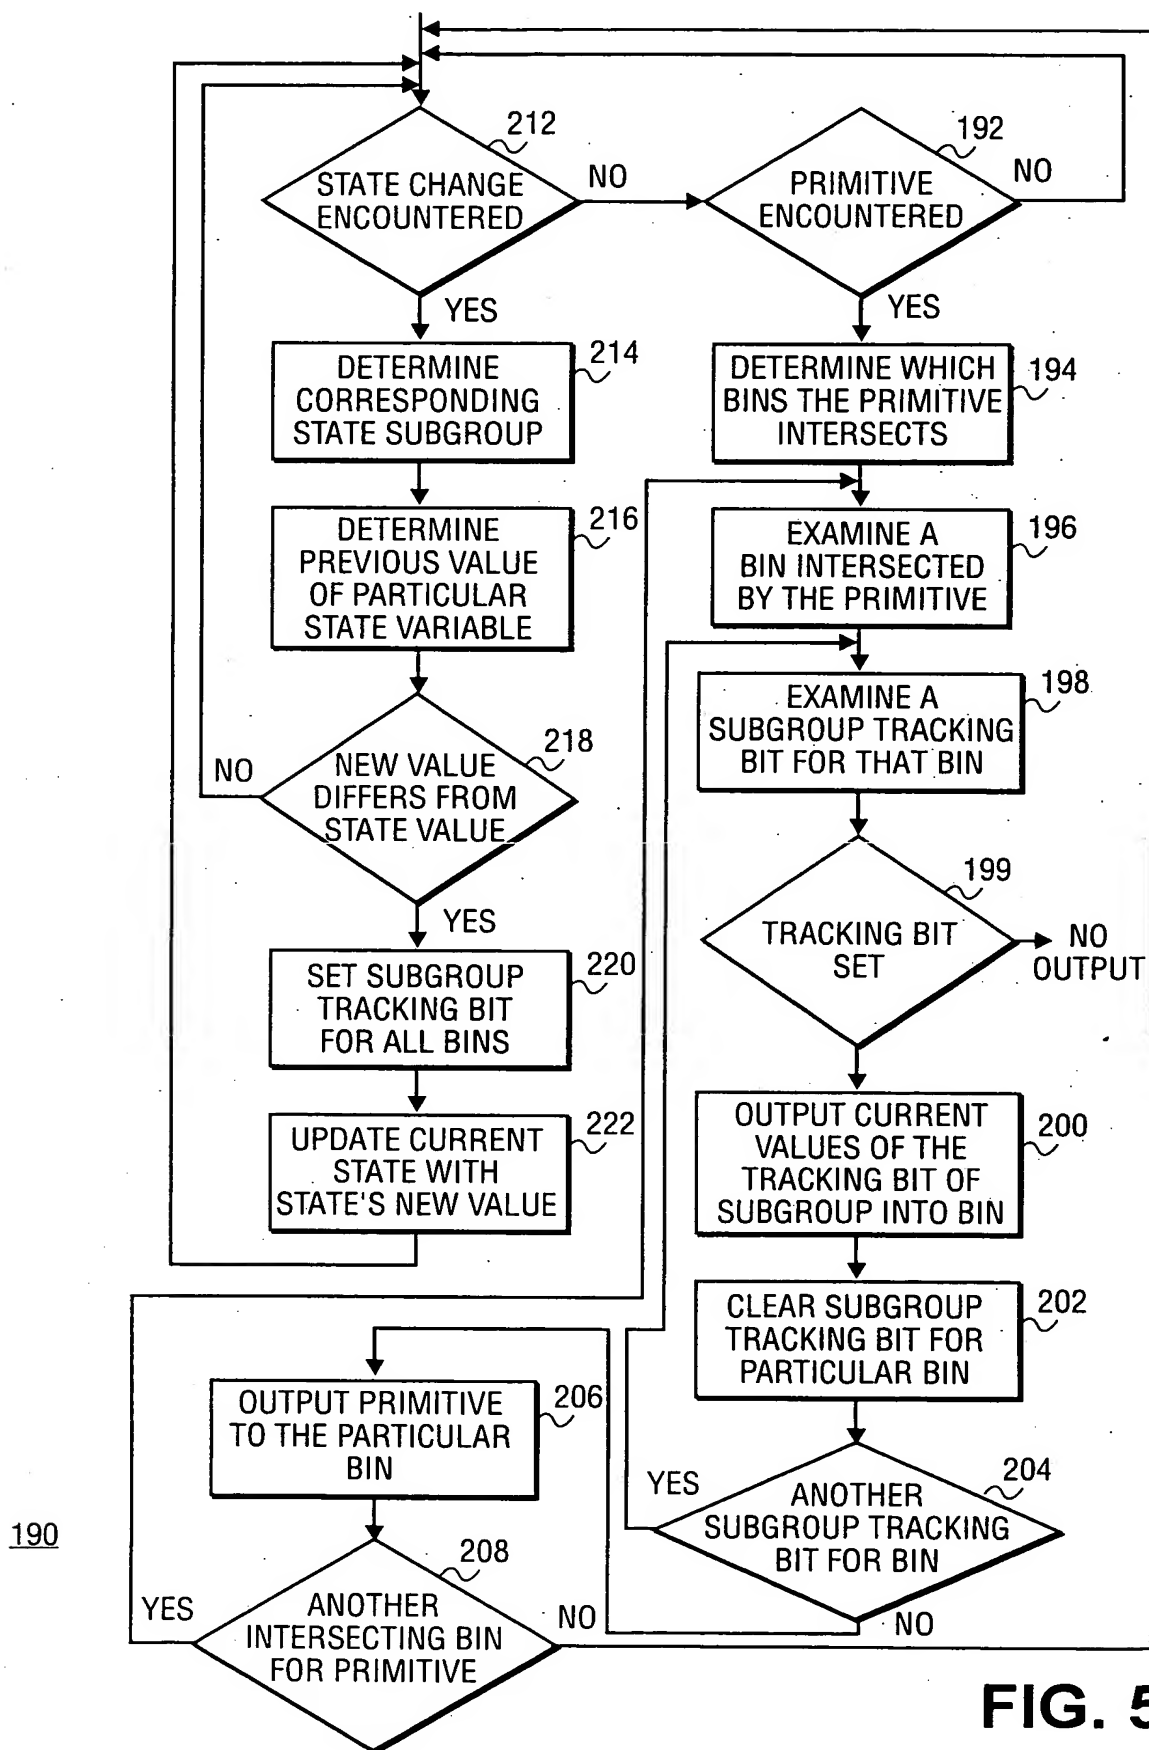 212
STATE CHANGE
ENCOUNTERED
NO
192
PRIMITIVE
ENCOUNTERED
NO
YES
YES
214
DETERMINE
CORRESPONDING
STATE SUBGROUP
194
DETERMINE WHICH
BINS THE PRIMITIVE
INTERSECTS
216
DETERMINE
PREVIOUS VALUE
OF PARTICULAR
STATE VARIABLE
196
EXAMINE A
BIN INTERSECTED
BY THE PRIMITIVE
198
EXAMINE A
SUBGROUP TRACKING
BIT FOR THAT BIN
218
NO
NEW VALUE
DIFFERS FROM
STATE VALUE
YES
199
TRACKING BIT
SET
NO
OUTPUT
220
SET SUBGROUP
TRACKING BIT
FOR ALL BINS
222
UPDATE CURRENT
STATE WITH
STATE'S NEW VALUE
200
OUTPUT CURRENT
VALUES OF THE
TRACKING BIT OF
SUBGROUP INTO BIN
202
CLEAR SUBGROUP
TRACKING BIT FOR
PARTICULAR BIN
206
OUTPUT PRIMITIVE
TO THE PARTICULAR
BIN
204
YES
ANOTHER
SUBGROUP TRACKING
BIT FOR BIN
NO
190
208
YES
ANOTHER
INTERSECTING BIN
FOR PRIMITIVE
NO
FIG. 5